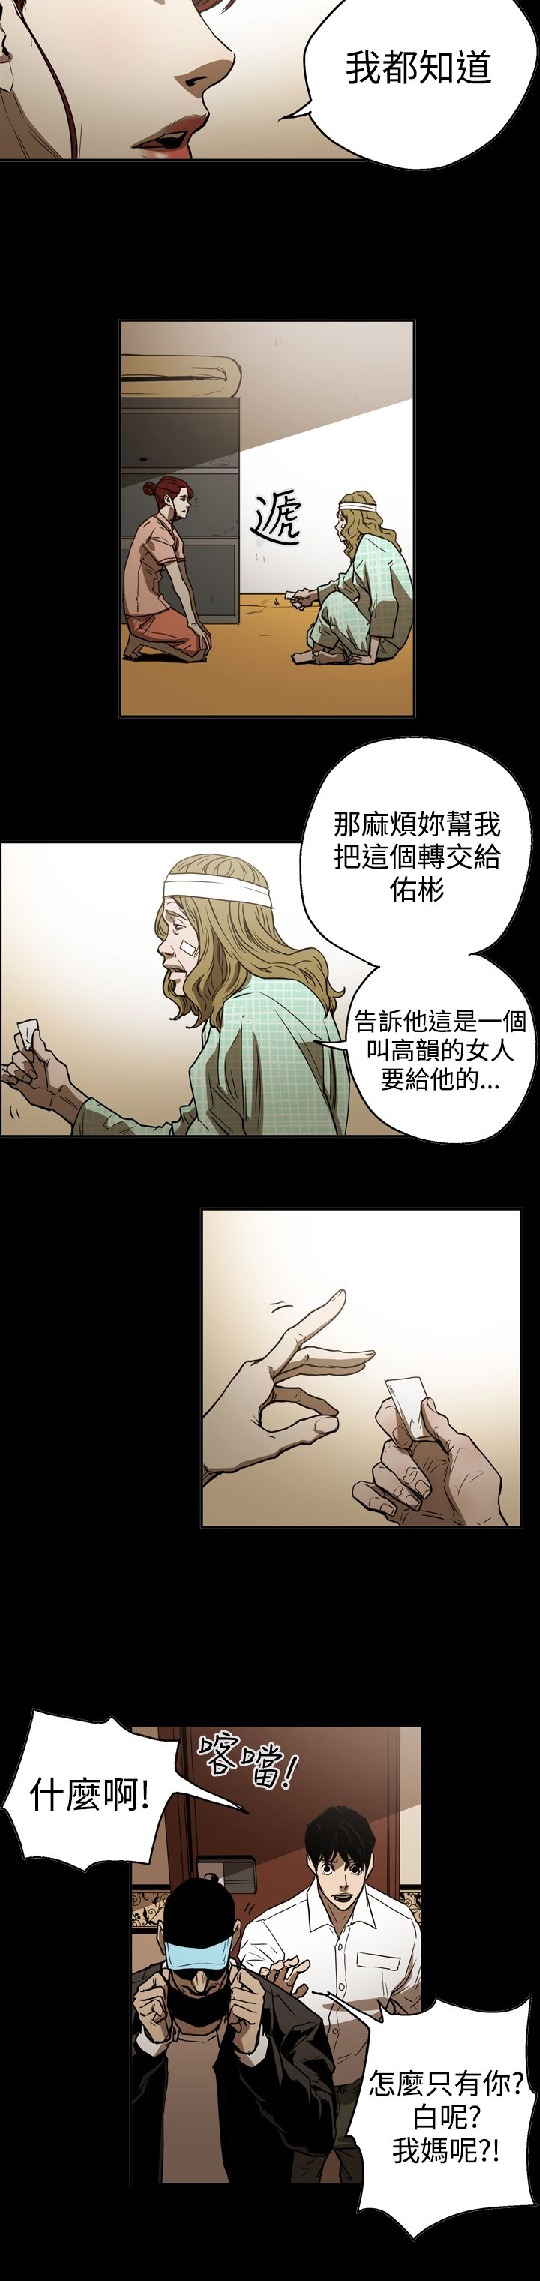 我都知道
遞
那麻煩妳幫我
把這個轉交給
佑彬
告訴他這是一個
叫高韻的女人
要給他的...
什麼啊!
喀噹!
怎麼只有你?
白呢?
我媽呢?!